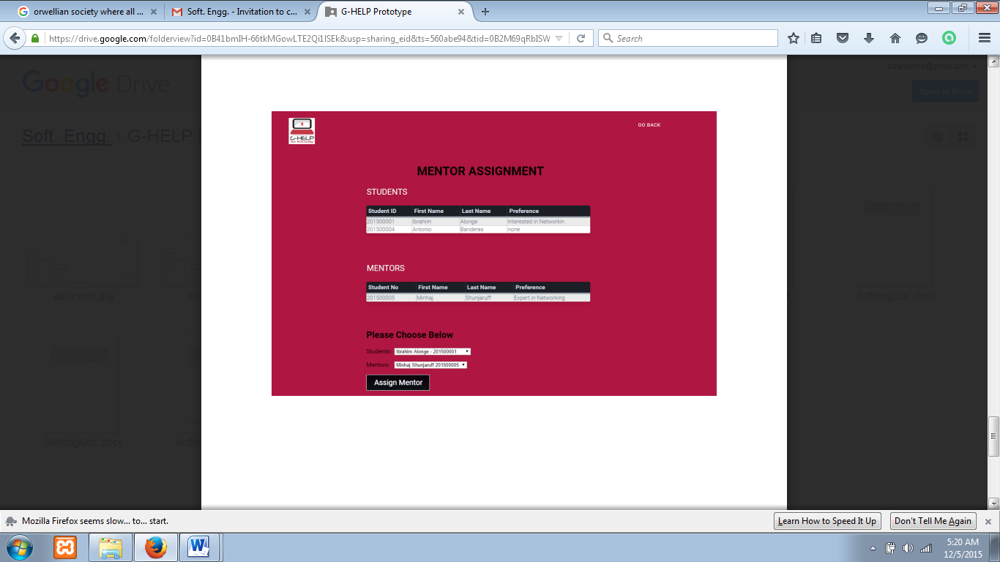 orwellian society where all ...
Soft. Engg. - Invitation to c...
G-HELP Prototype
https://drive.google.com/folderview?id=0B41bmIH-66tkMGowLTE2Qi1lSEk&usp=sharing_eid&ts=560abe94&tid=0B2M69qRbISW
Search
Google Drive
Open in Drive
Soft. Engg. › G-HELP
G-HELP
GO BACK
MENTOR ASSIGNMENT
STUDENTS
Student ID First Name Last Name Preference
201500001 Ibrahim Alonge Interested in Networkin
201500004 Antonio Banderas none
MENTORS
Student No First Name Last Name Preference
201500005 Minhaj Shunjaruff Expert in Networking
addevent.jpg
SoftengDoc.docx
Please Choose Below
Students: Ibrahim Alonge - 201500001
Mentors: Minhaj Shunjaruff 201500005
Assign Mentor
SoftengDoc.docx
Mozilla Firefox seems slow... to... start.
Learn How to Speed It Up
Don't Tell Me Again
5:20 AM
12/5/2015